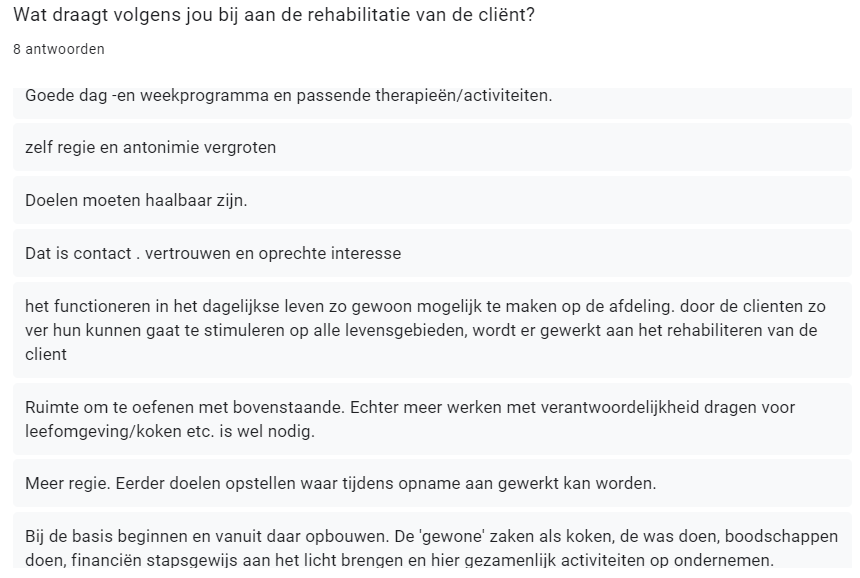 Wat draagt volgens jou bij aan de rehabilitatie van de cliënt?
8 antwoorden
Goede dag -en weekprogramma en passende therapieën/activiteiten.
zelf regie en antonimie vergroten
Doelen moeten haalbaar zijn.
Dat is contact . vertrouwen en oprechte interesse
het functioneren in het dagelijkse leven zo gewoon mogelijk te maken op de afdeling. door de clienten zo
ver hun kunnen gaat te stimuleren op alle levensgebieden, wordt er gewerkt aan het rehabiliteren van de
client
Ruimte om te oefenen met bovenstaande. Echter meer werken met verantwoordelijkheid dragen voor
leefomgeving/koken etc. is wel nodig.
Meer regie. Eerder doelen opstellen waar tijdens opname aan gewerkt kan worden.
Bij de basis beginnen en vanuit daar opbouwen. De 'gewone' zaken als koken, de was doen, boodschappen
doen, financiën stapsgewijs aan het licht brengen en hier gezamenlijk activiteiten op ondernemen.